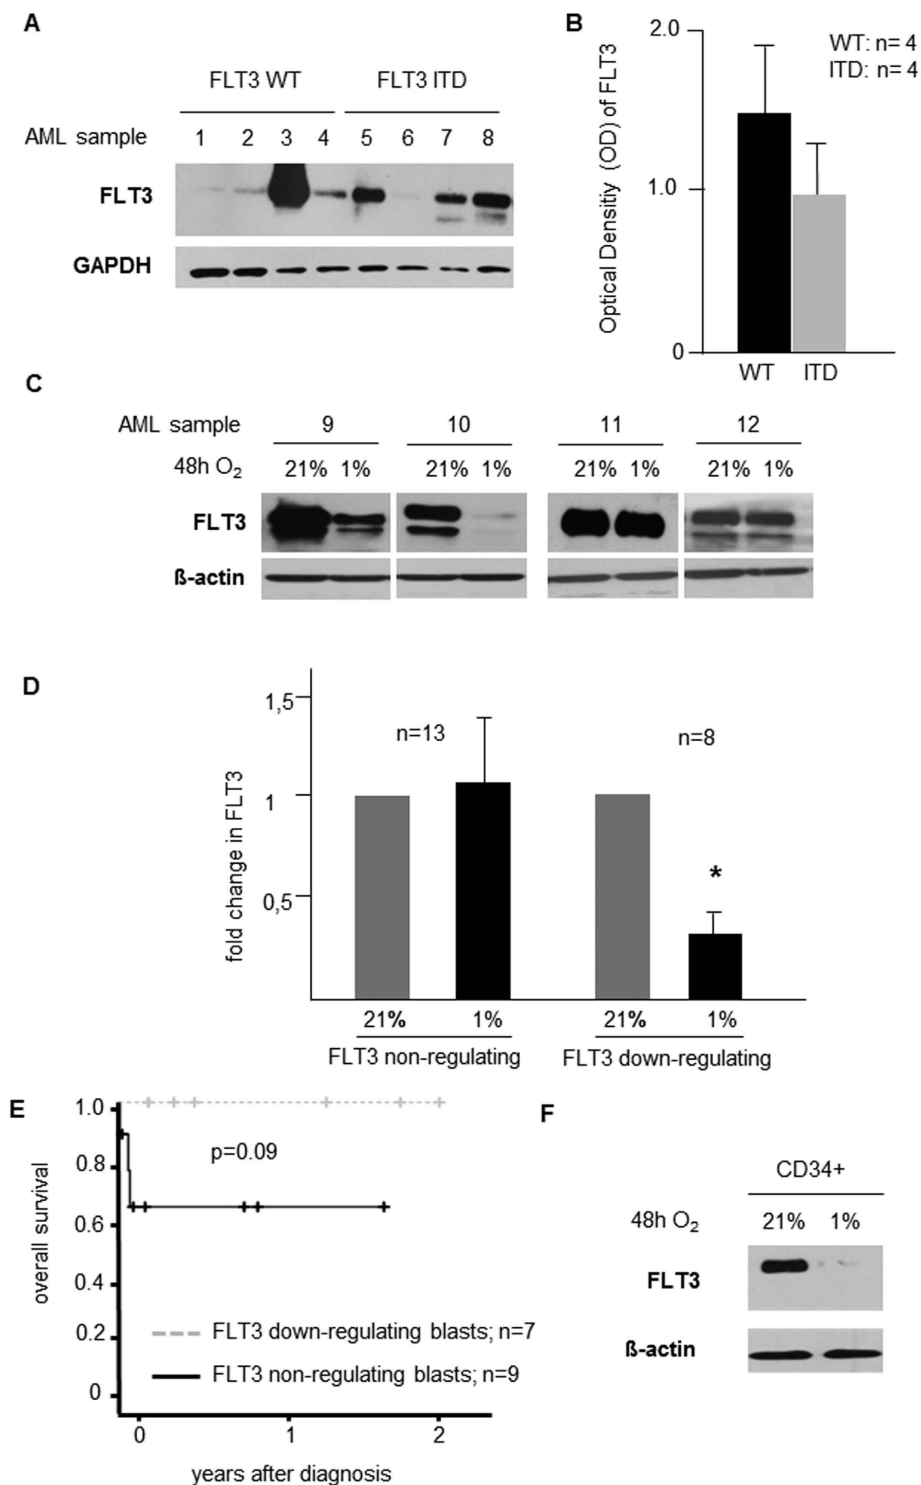 A
FLT3 WT FLT3 ITD
AML sample 1 2 3 4 5 6 7 8
FLT3
GAPDH
B
2.0
1.0
0
Optical Densitiy (OD) of FLT3
WT: n= 4
ITD: n= 4
WT ITD
C
AML sample 9 10 11 12
48h O2 21% 1% 21% 1% 21% 1% 21% 1%
FLT3
ß-actin
D
fold change in FLT3
1,5
1
0,5
n=13 n=8
*
21% 1% 21% 1%
FLT3 non-regulating FLT3 down-regulating
E
overall survival
1.0
0.8
0.6
0.4
0.2
0
p=0.09
FLT3 down-regulating blasts; n=7
FLT3 non-regulating blasts; n=9
0 1 2
years after diagnosis
F
CD34+
48h O2 21% 1%
FLT3
ß-actin